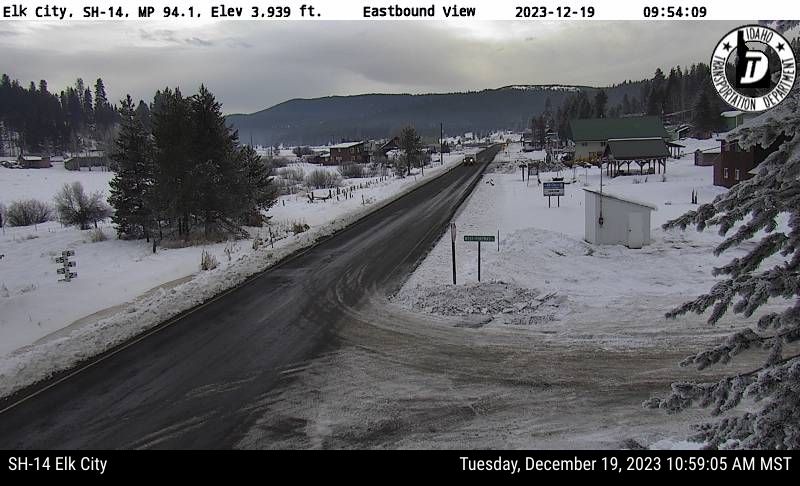 Elk City, SH-14, MP 94.1, Elev 3,939 ft. Eastbound View 2023-12-19 09:54:09
IDAHO
TRANSPORTATION DEPARTMENT
SH-14 Elk City Tuesday, December 19, 2023 10:59:05 AM MST